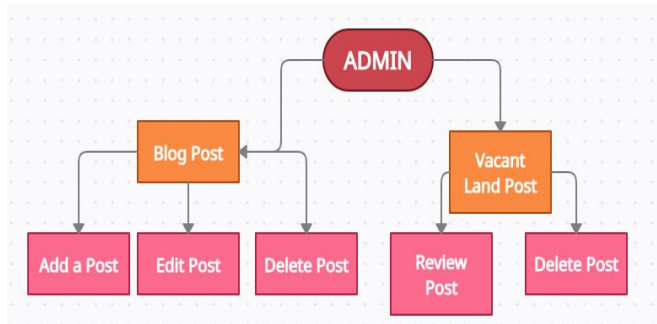 ADMIN
Blog Post
Vacant
Land Post
Add a Post
Edit Post
Delete Post
Review
Post
Delete Post